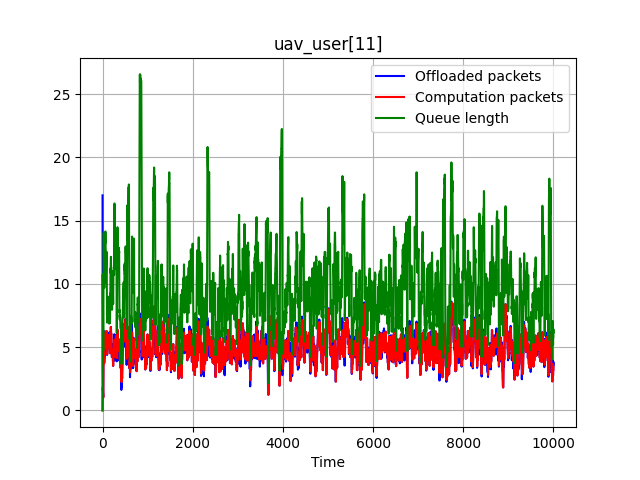 uav_user[11]
Offloaded packets
Computation packets
Queue length
25
20
15
10
5
0
0 2000 4000 6000 8000 10000
Time